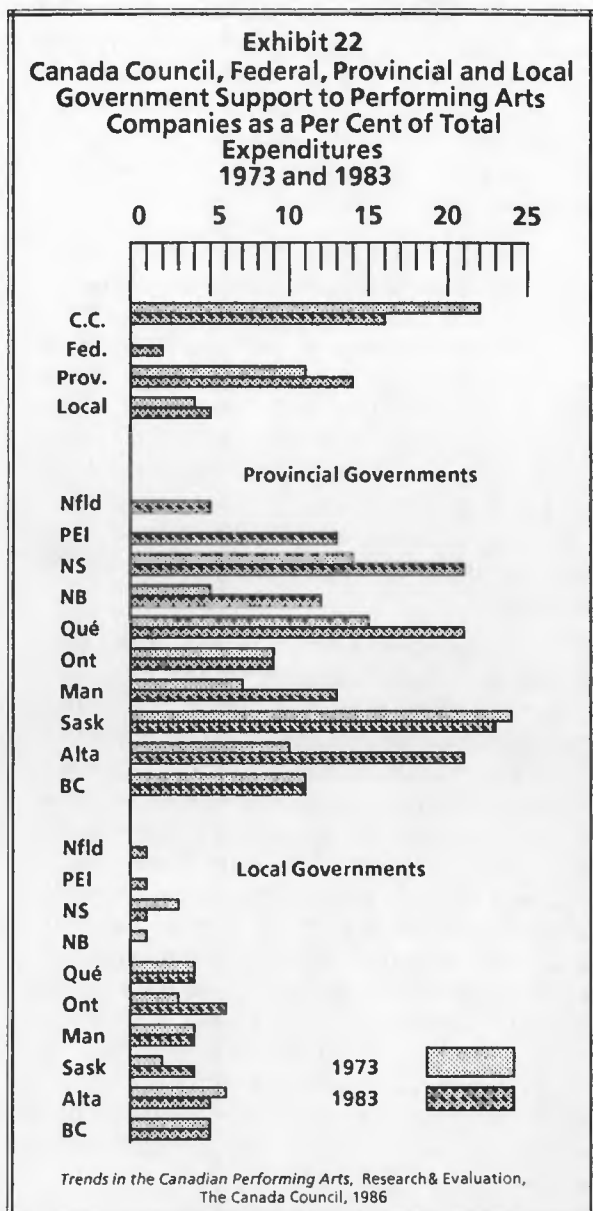 Exhibit 22
Canada Council, Federal, Provincial and Local
Government Support to Performing Arts
Companies as a Per Cent of Total
Expenditures
1973 and 1983
0 5 10 15 20 25
C.C.
Fed.
Prov.
Local
Provincial Governments
Nfld
PEI
NS
NB
Qué
Ont
Man
Sask
Alta
BC
Nfld
Local Governments
PEI
NS
NB
Qué
Ont
Man
Sask
Alta
BC
1973
1983
Trends in the Canadian Performing Arts, Research& Evaluation,
The Canada Council, 1986